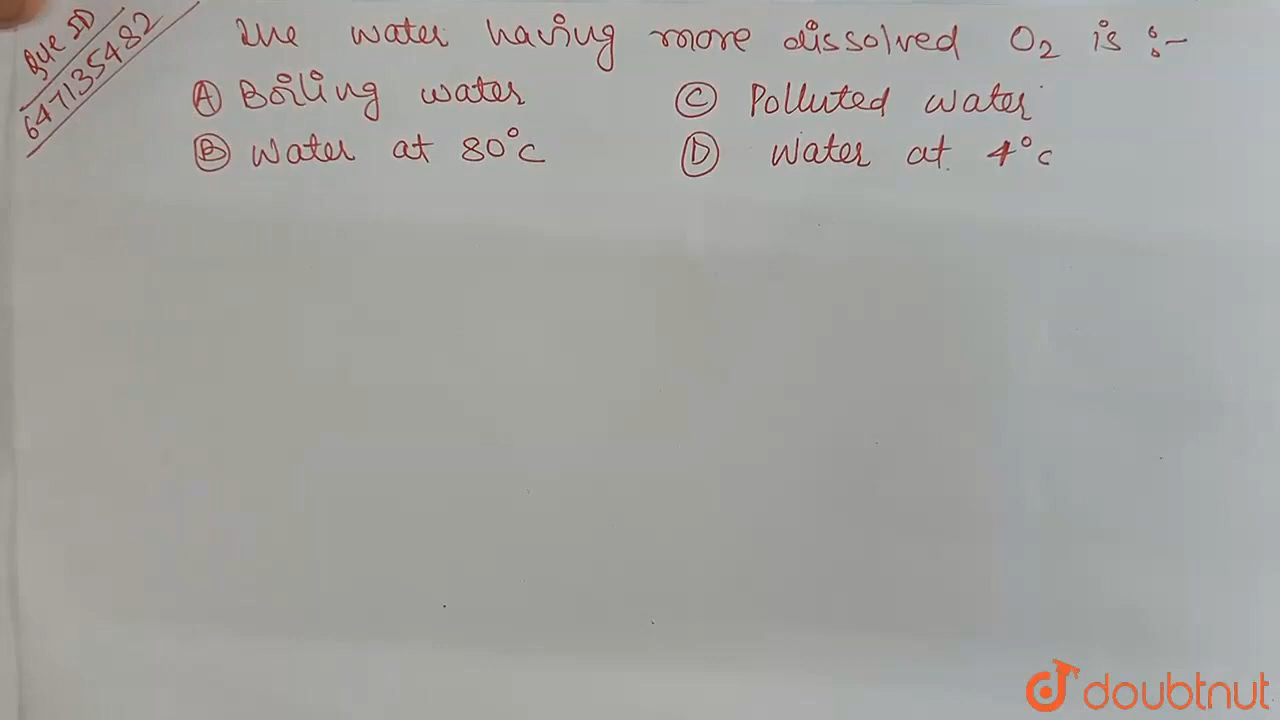 Que ID
647135482
The water having more dissolved O₂ is :-
Ⓐ Boiling water
Ⓒ Polluted water
Ⓑ Water at 80°c
Ⓓ Water at 4°c
doubtnut